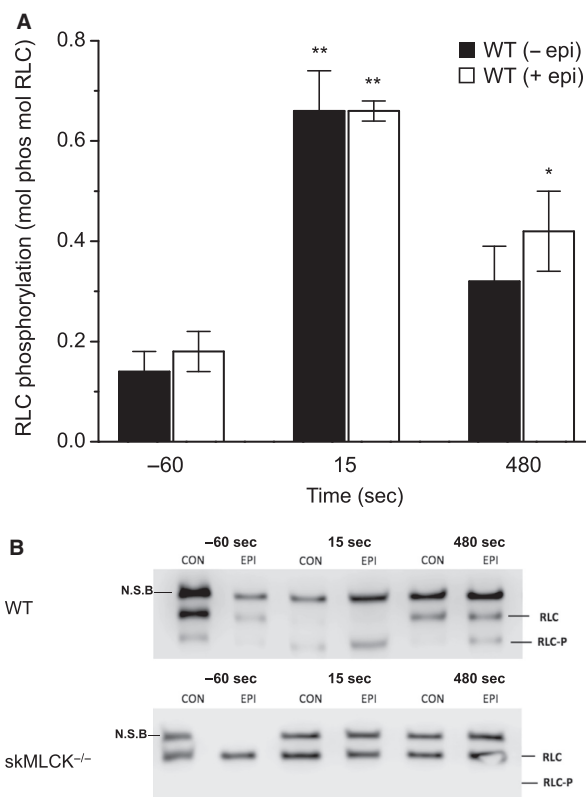 A
RLC phosphorylation (mol phos mol RLC)
0.8
0.6
0.4
0.2
0.0
**
**
*
WT (– epi)
WT (+ epi)
–60
15
480
Time (sec)
B
–60 sec
15 sec
480 sec
CON
EPI
CON
EPI
CON
EPI
WT
N.S.B
RLC
RLC-P
–60 sec
15 sec
480 sec
CON
EPI
CON
EPI
CON
EPI
skMLCK–/–
N.S.B
RLC
RLC-P